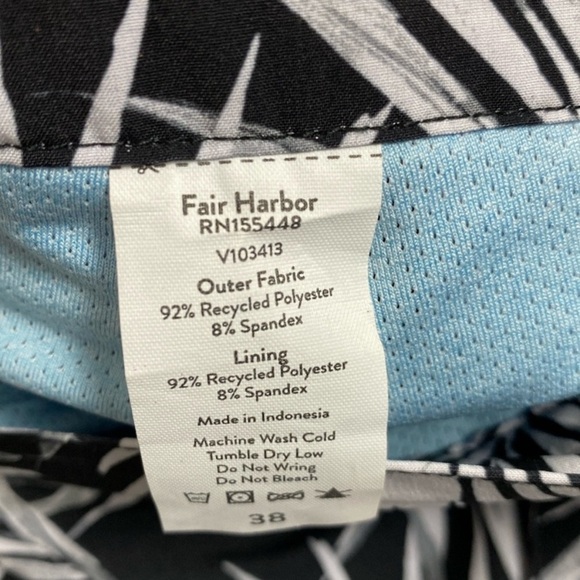 Fair Harbor
RN155448
V103413
Outer Fabric
92% Recycled Polyester
8% Spandex
Lining
92% Recycled Polyester
8% Spandex
Made in Indonesia
Machine Wash Cold
Tumble Dry Low
Do Not Wring
Do Not Bleach
38